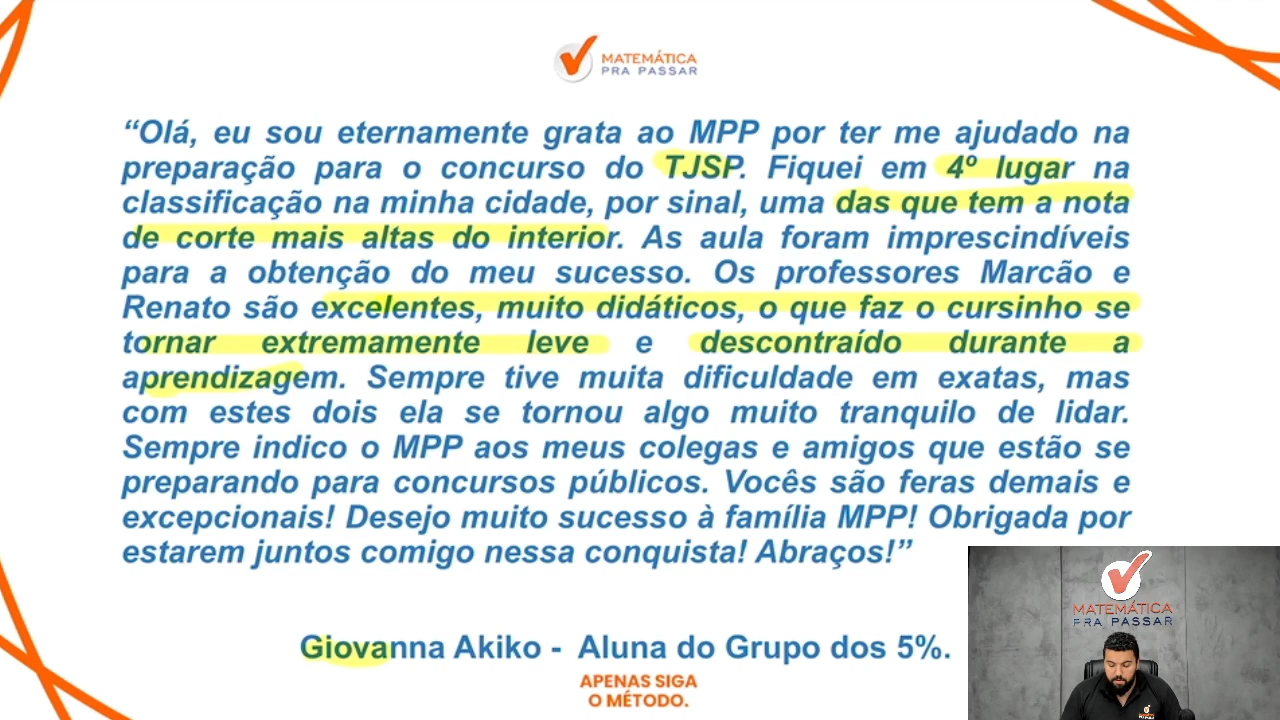 MATEMÁTICA
PRA PASSAR
“Olá, eu sou eternamente grata ao MPP por ter me ajudado na
preparação para o concurso do TJSP. Fiquei em 4º lugar na
classificação na minha cidade, por sinal, uma das que tem a nota
de corte mais altas do interior. As aula foram imprescindíveis
para a obtenção do meu sucesso. Os professores Marcão e
Renato são excelentes, muito didáticos, o que faz o cursinho se
tornar extremamente leve e descontraído durante a
aprendizagem. Sempre tive muita dificuldade em exatas, mas
com estes dois ela se tornou algo muito tranquilo de lidar.
Sempre indico o MPP aos meus colegas e amigos que estão se
preparando para concursos públicos. Vocês são feras demais e
excepcionais! Desejo muito sucesso à família MPP! Obrigada por
estarem juntos comigo nessa conquista! Abraços!”
Giovanna Akiko - Aluna do Grupo dos 5%.
APENAS SIGA
O MÉTODO.
MATEMÁTICA
PRA PASSAR